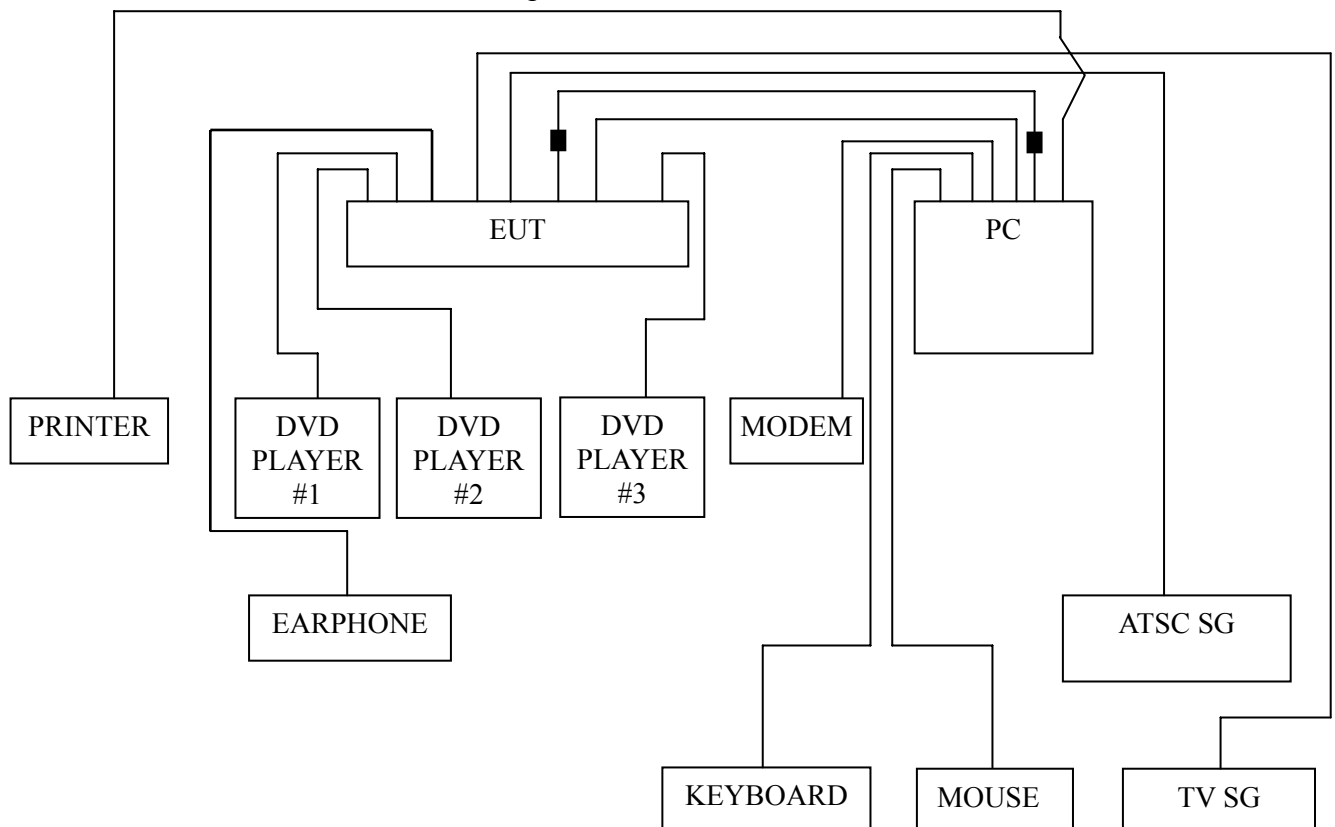 EUT
PC
PRINTER
DVD
PLAYER
#1
DVD
PLAYER
#2
DVD
PLAYER
#3
MODEM
EARPHONE
ATSC SG
KEYBOARD
MOUSE
TV SG